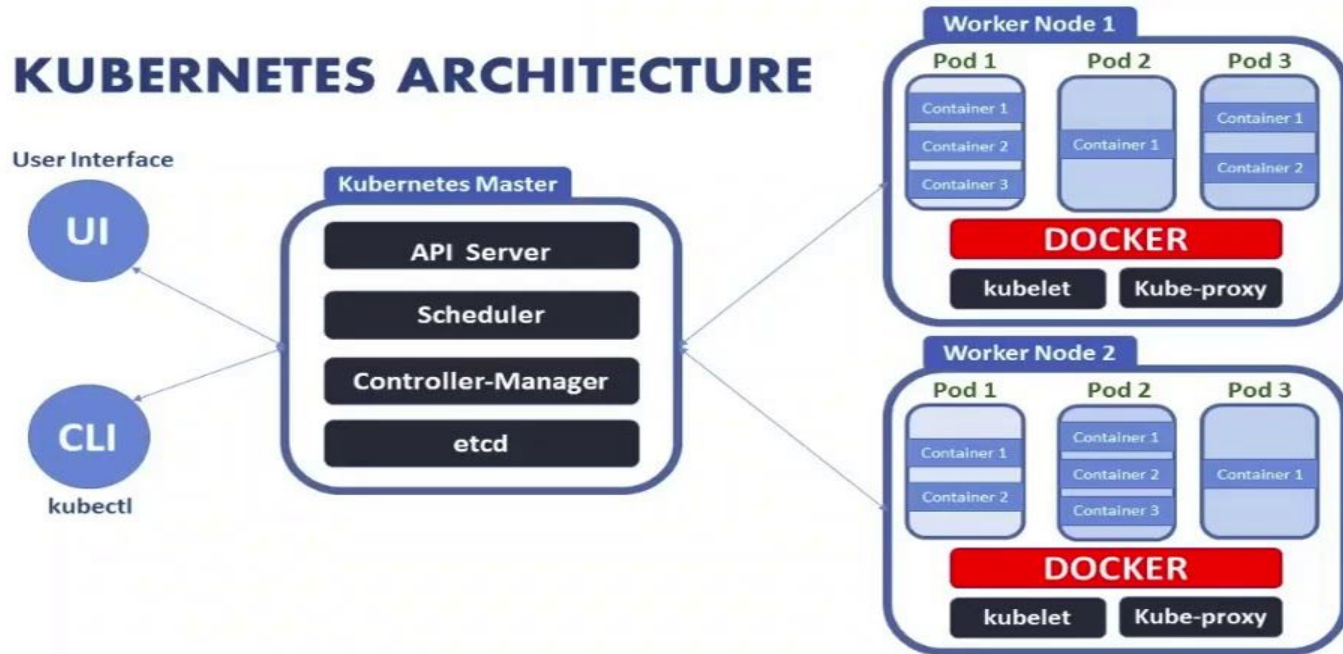 KUBERNETES ARCHITECTURE
User Interface
UI
CLI
kubectl
Kubernetes Master
API Server
Scheduler
Controller-Manager
etcd
Worker Node 1
Pod 1
Container 1
Container 2
Container 3
Pod 2
Container 1
Pod 3
Container 1
Container 2
DOCKER
kubelet
Kube-proxy
Worker Node 2
Pod 1
Container 1
Container 2
Pod 2
Container 1
Container 2
Container 3
Pod 3
Container 1
DOCKER
kubelet
Kube-proxy